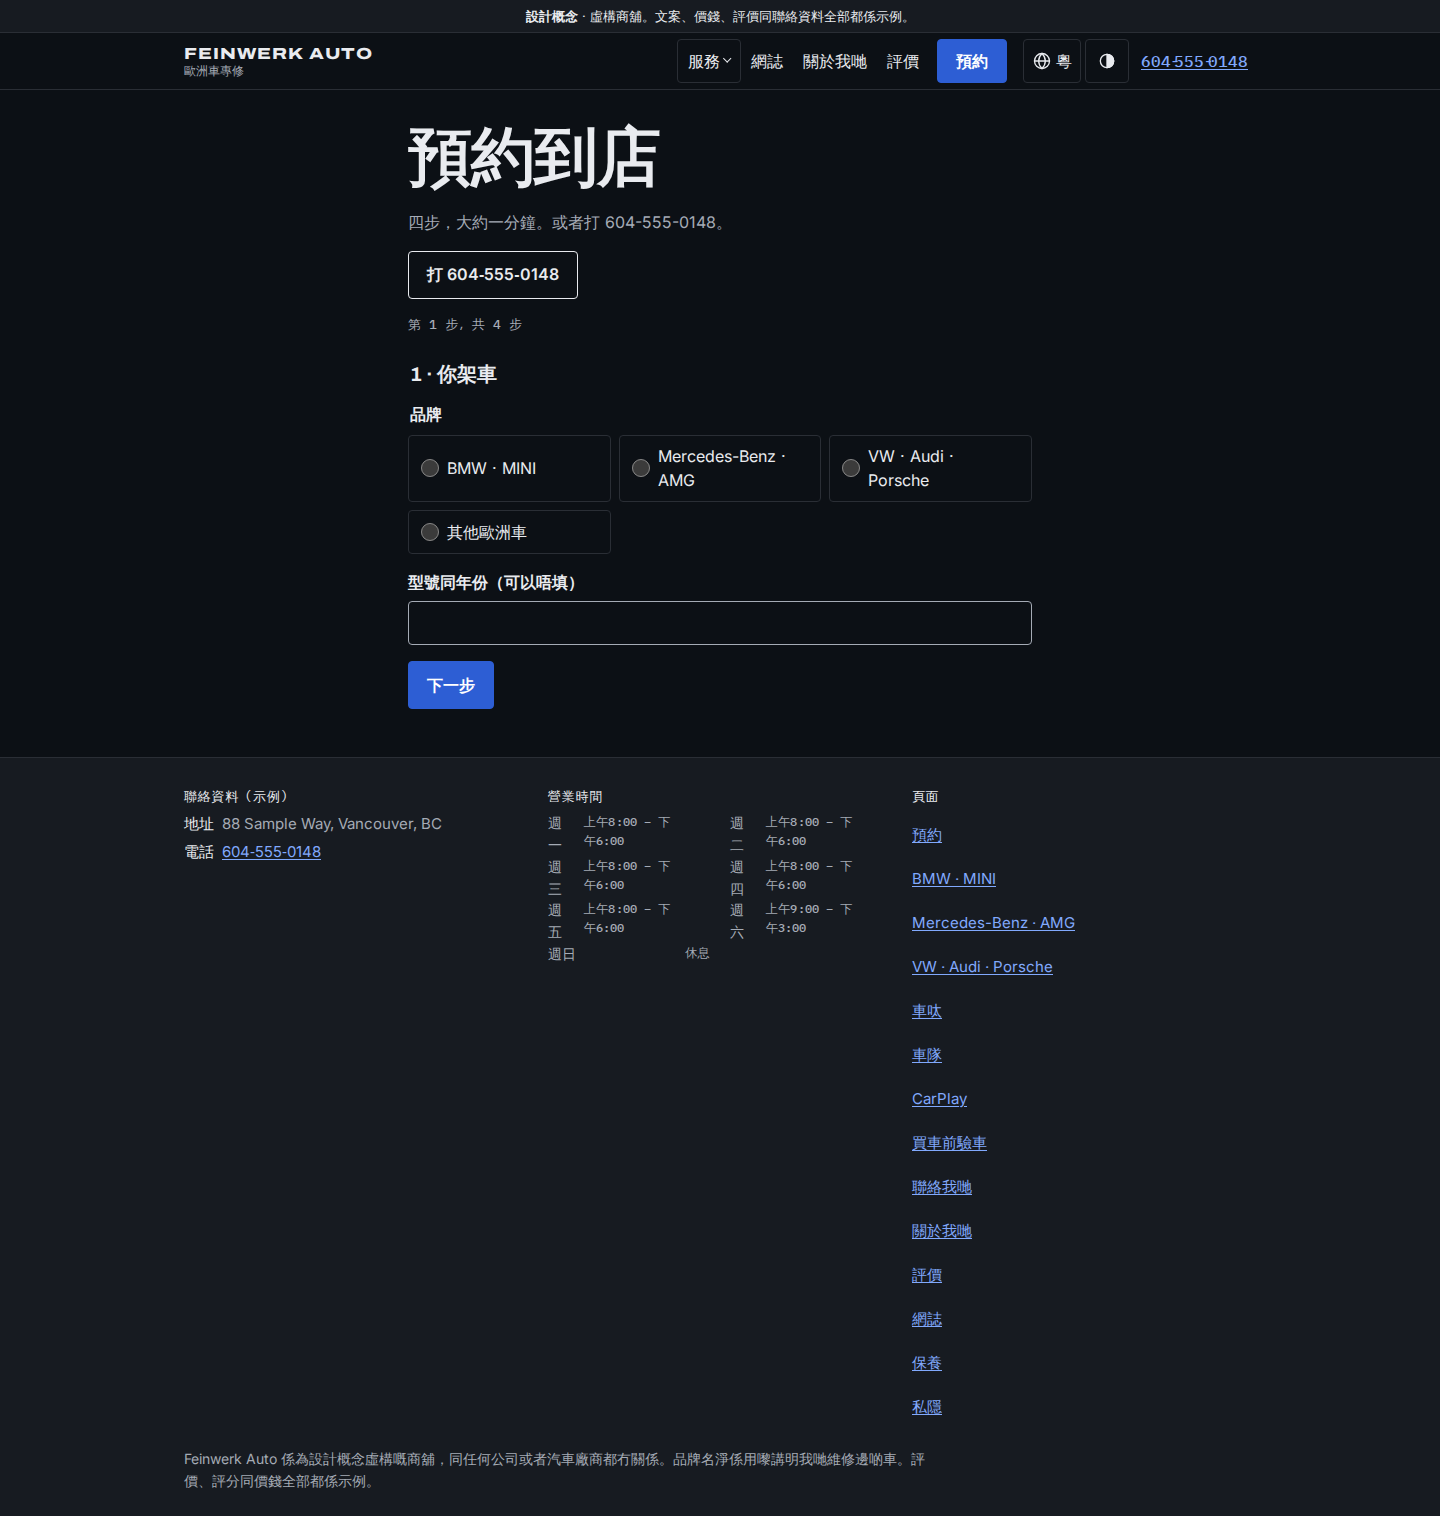 設計概念 · 虛構商舖。文案、價錢、評價同聯絡資料全部都係示例。
FEINWERK AUTO
歐洲車專修
服務
網誌
關於我哋
評價
預約
粵
604-555-0148
預約到店
四步，大約一分鐘。或者打 604-555-0148。
打 604-555-0148
第 1 步, 共 4 步
1 · 你架車
品牌
BMW · MINI
Mercedes-Benz ·
AMG
VW · Audi ·
Porsche
其他歐洲車
型號同年份（可以唔填）
下一步
聯絡資料（示例）
地址 88 Sample Way, Vancouver, BC
電話 604-555-0148
營業時間
週一 上午8:00 – 下午6:00
週二 上午8:00 – 下午6:00
週三 上午8:00 – 下午6:00
週四 上午8:00 – 下午6:00
週五 上午8:00 – 下午6:00
週六 上午9:00 – 下午3:00
週日 休息
頁面
預約
BMW · MINI
Mercedes-Benz · AMG
VW · Audi · Porsche
車呔
車隊
CarPlay
買車前驗車
聯絡我哋
關於我哋
評價
網誌
保養
私隱
Feinwerk Auto 係為設計概念虛構嘅商舖，同任何公司或者汽車廠商都冇關係。品牌名淨係用嚟講明我哋維修邊啲車。評
價、評分同價錢全部都係示例。